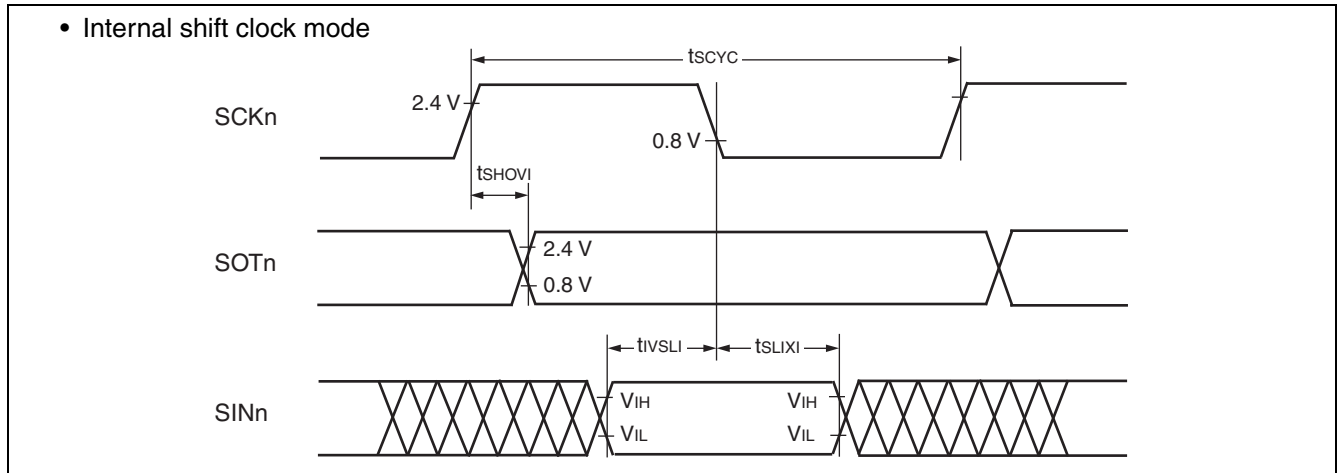 • Internal shift clock mode
tSCYC
SCKn
2.4 V
0.8 V
tSHOVI
SOTn
2.4 V
0.8 V
tIVSLI
tSLIXI
SINn
VIH
VIH
VIL
VIL